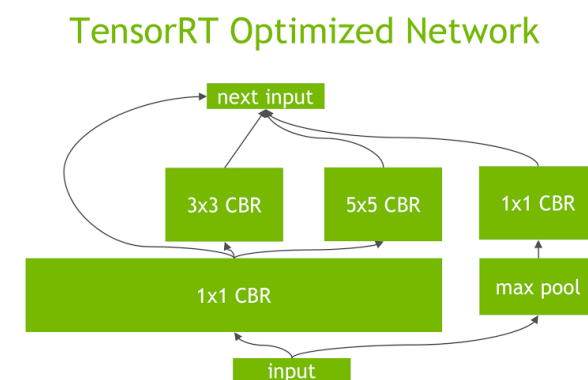 TensorRT Optimized Network
next input
3x3 CBR
5x5 CBR
1x1 CBR
1x1 CBR
max pool
input